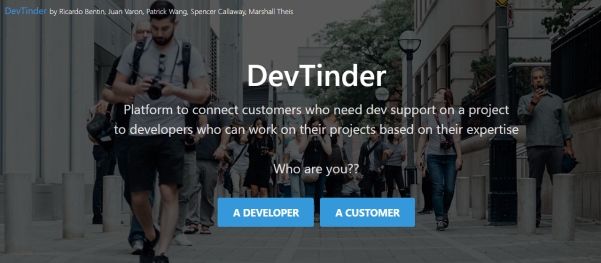 DevTinder by Ricardo Bentin, Juan Varon, Patrick Wang, Spencer Callaway, Marshall Theis
DevTinder
Platform to connect customers who need dev support on a project
to developers who can work on their projects based on their expertise
Who are you??
A DEVELOPER A CUSTOMER